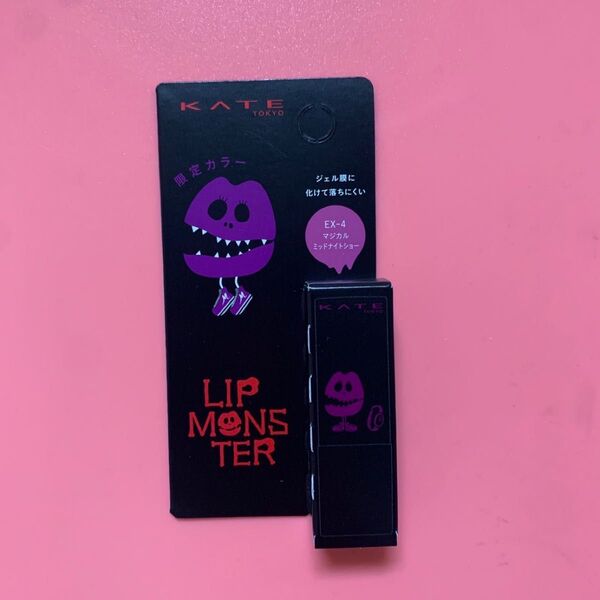 KATE
TOKYO
限定カラー
ジェル膜に
化けて落ちにくい
EX-4
マジカル
ミッドナイトショー
LIP
MONS
TER
KATE
TOKYO